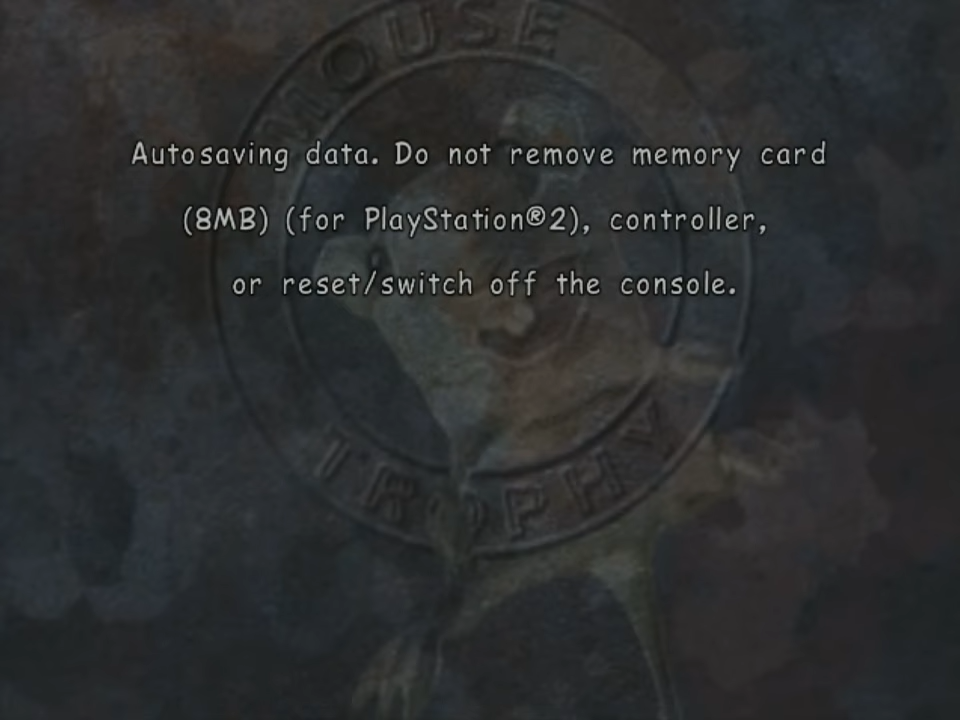 MOUSE
Autosaving data. Do not remove memory card
(8MB) (for PlayStation®2), controller,
or reset/switch off the console.
TROPHY